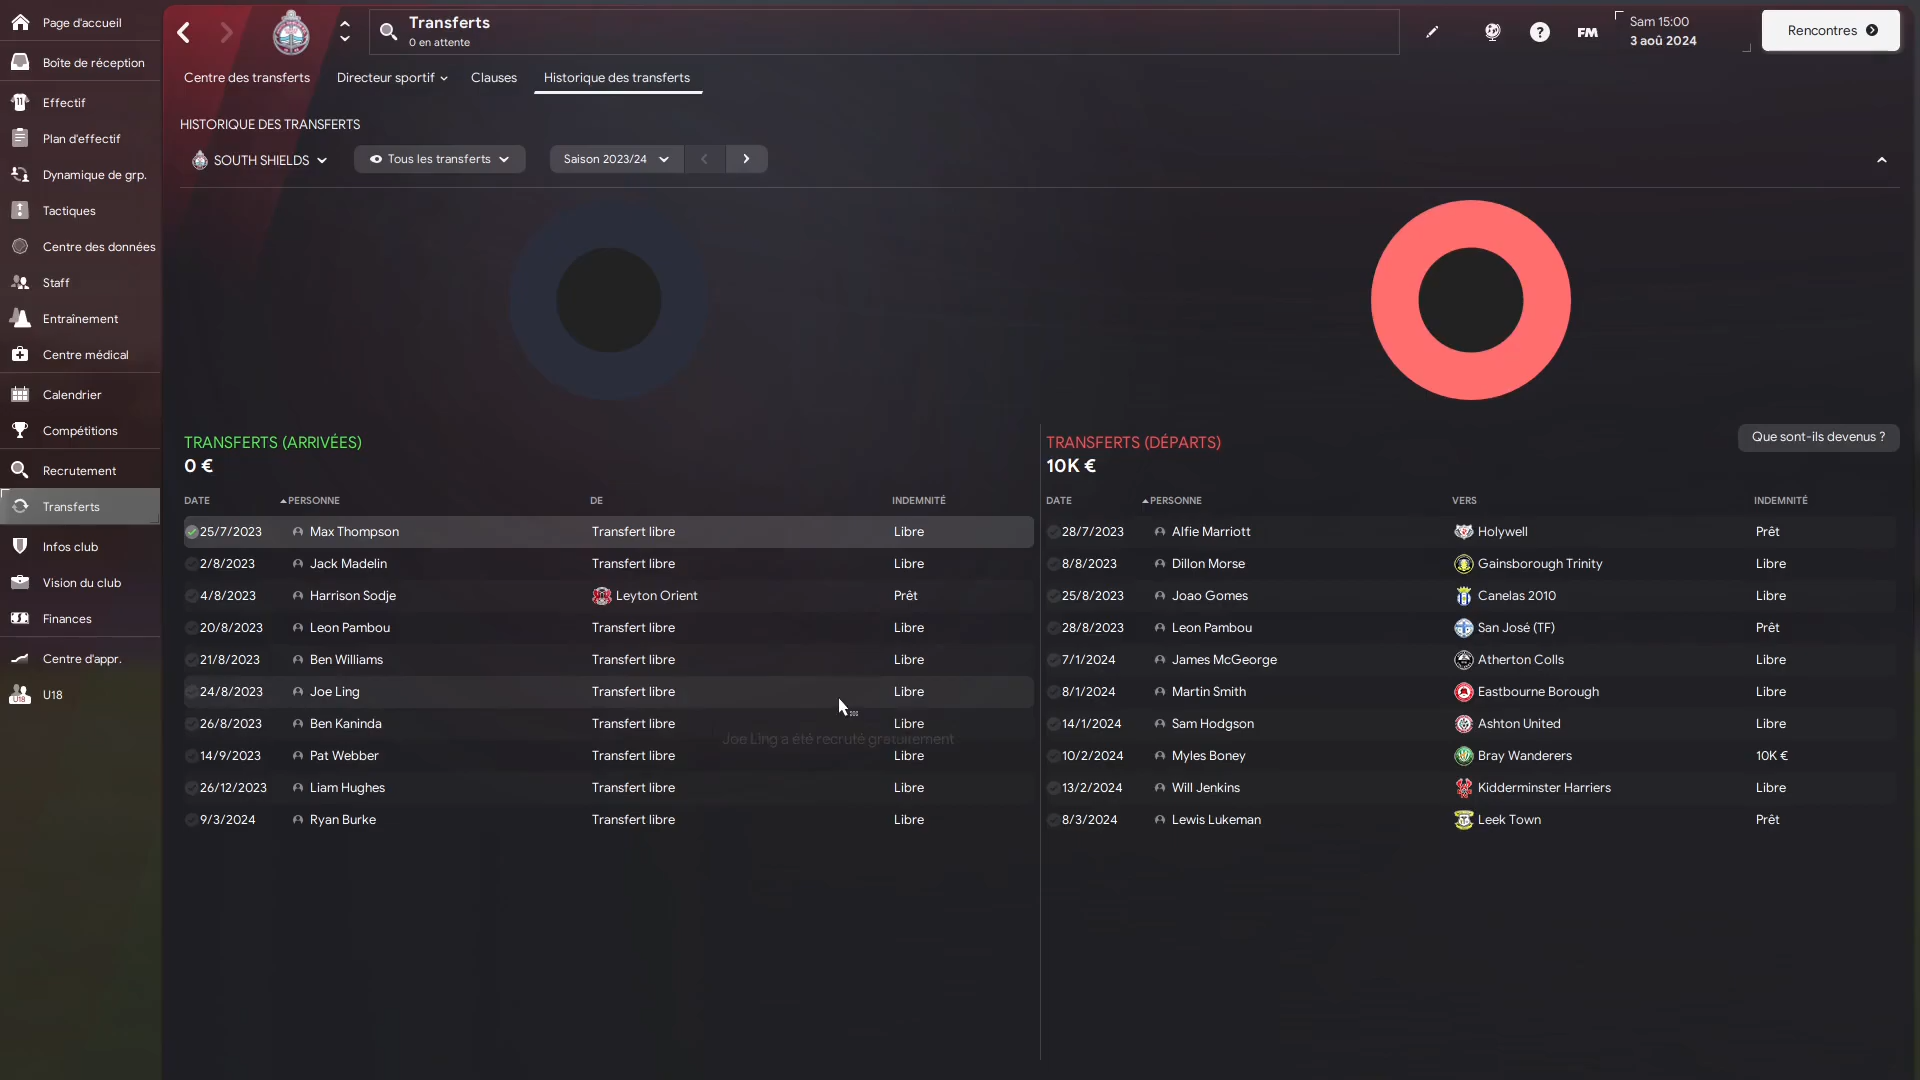 Page d'accueil
Boîte de réception
Effectif
Plan d'effectif
Dynamique de grp.
Tactiques
Centre des données
Staff
Entraînement
Centre médical
Calendrier
Compétitions
Recrutement
Transferts
Infos club
Vision du club
Finances
Centre d'appr.
U18
Transferts
0 en attente
FM
Sam 15:00
3 aoû 2024
Rencontres
Centre des transferts Directeur sportif Clauses Historique des transferts
HISTORIQUE DES TRANSFERTS
SOUTH SHIELDS Tous les transferts Saison 2023/24
TRANSFERTS (ARRIVÉES)
0 €
DATE PERSONNE DE INDEMNITÉ
25/7/2023 Max Thompson Transfert libre Libre
2/8/2023 Jack Madelin Transfert libre Libre
4/8/2023 Harrison Sodje Leyton Orient Prêt
20/8/2023 Leon Pambou Transfert libre Libre
21/8/2023 Ben Williams Transfert libre Libre
24/8/2023 Joe Ling Transfert libre Libre
26/8/2023 Ben Kaninda Transfert libre Libre
Joe Ling a été recruté gratuitement
14/9/2023 Pat Webber Transfert libre Libre
26/12/2023 Liam Hughes Transfert libre Libre
9/3/2024 Ryan Burke Transfert libre Libre
TRANSFERTS (DÉPARTS)
10K €
Que sont-ils devenus ?
DATE PERSONNE VERS INDEMNITÉ
28/7/2023 Alfie Marriott Holywell Prêt
8/8/2023 Dillon Morse Gainsborough Trinity Libre
25/8/2023 Joao Gomes Canelas 2010 Libre
28/8/2023 Leon Pambou San José (TF) Prêt
7/1/2024 James McGeorge Atherton Colls Libre
8/1/2024 Martin Smith Eastbourne Borough Libre
14/1/2024 Sam Hodgson Ashton United Libre
10/2/2024 Myles Boney Bray Wanderers 10K €
13/2/2024 Will Jenkins Kidderminster Harriers Libre
8/3/2024 Lewis Lukeman Leek Town Prêt